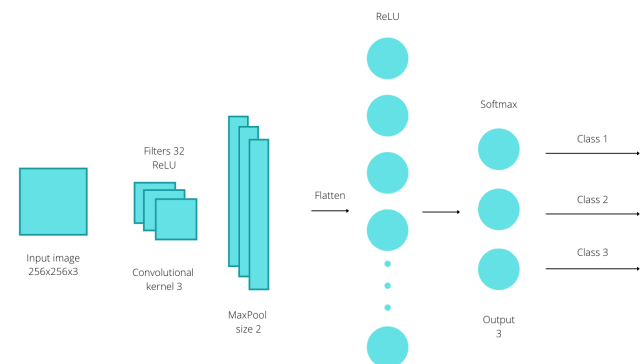 Input image
256x256x3
Filters 32
ReLU
Convolutional
kernel 3
MaxPool
size 2
Flatten
ReLU
Softmax
Output
3
Class 1
Class 2
Class 3